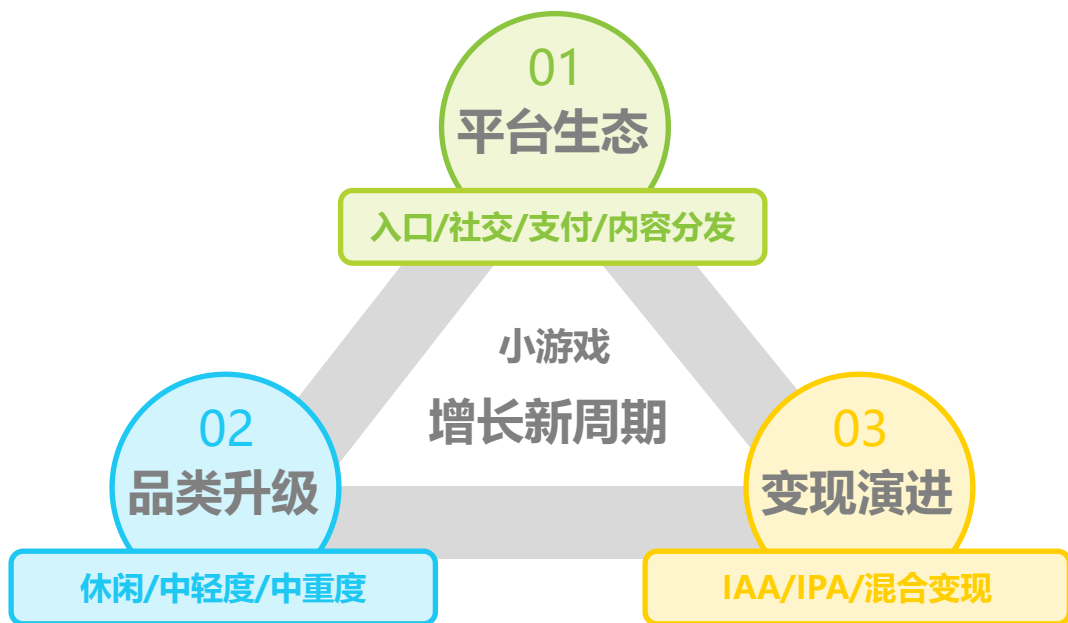 01
平台生态
入口/社交/支付/内容分发
小游戏
增长新周期
02
品类升级
休闲/中轻度/中重度
03
变现演进
IAA/IPA/混合变现